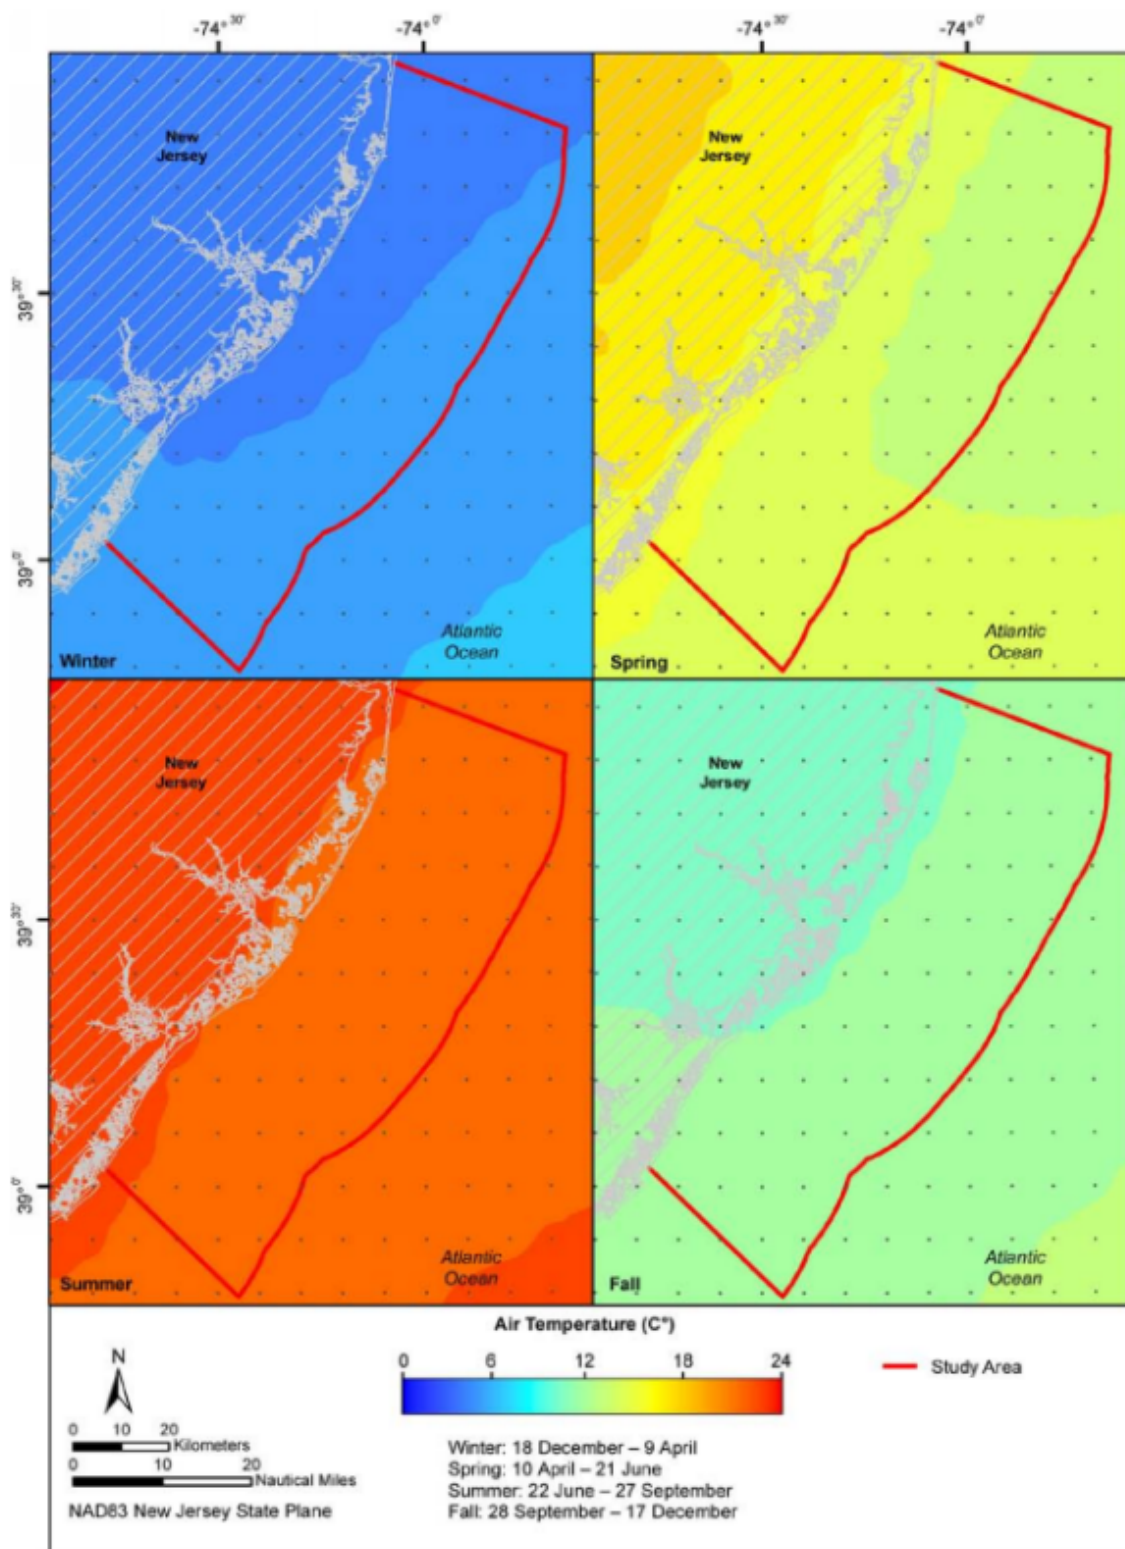 -74° 30'
-74° 0'
-74° 30'
-74° 0'
New
Jersey
39° 30'
39° 0'
Atlantic
Ocean
Winter
New
Jersey
Atlantic
Ocean
Spring
New
Jersey
39° 30'
39° 0'
Atlantic
Ocean
Summer
New
Jersey
Atlantic
Ocean
Fall
Air Temperature (C°)
0 6 12 18 24
Study Area
N
0 10 20
Kilometers
0 10 20
Nautical Miles
NAD83 New Jersey State Plane
Winter: 18 December – 9 April
Spring: 10 April – 21 June
Summer: 22 June – 27 September
Fall: 28 September – 17 December